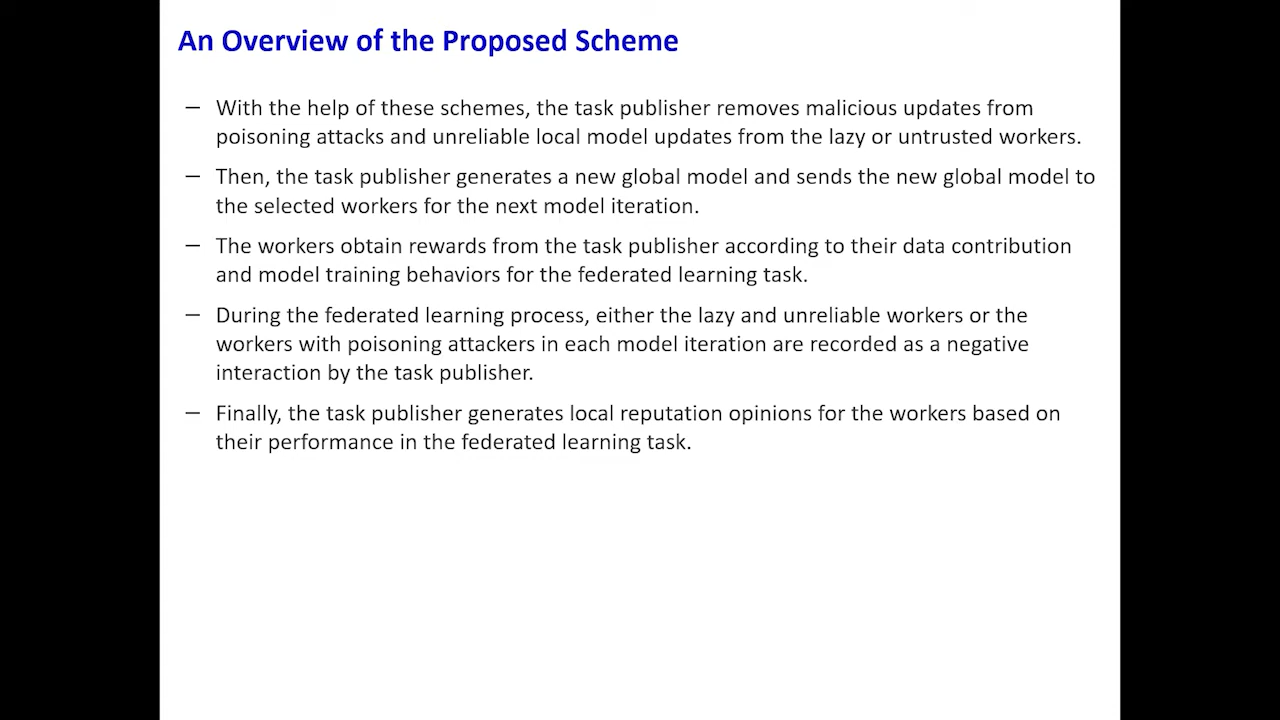 An Overview of the Proposed Scheme
– With the help of these schemes, the task publisher removes malicious updates from
poisoning attacks and unreliable local model updates from the lazy or untrusted workers.
– Then, the task publisher generates a new global model and sends the new global model to
the selected workers for the next model iteration.
– The workers obtain rewards from the task publisher according to their data contribution
and model training behaviors for the federated learning task.
– During the federated learning process, either the lazy and unreliable workers or the
workers with poisoning attackers in each model iteration are recorded as a negative
interaction by the task publisher.
– Finally, the task publisher generates local reputation opinions for the workers based on
their performance in the federated learning task.